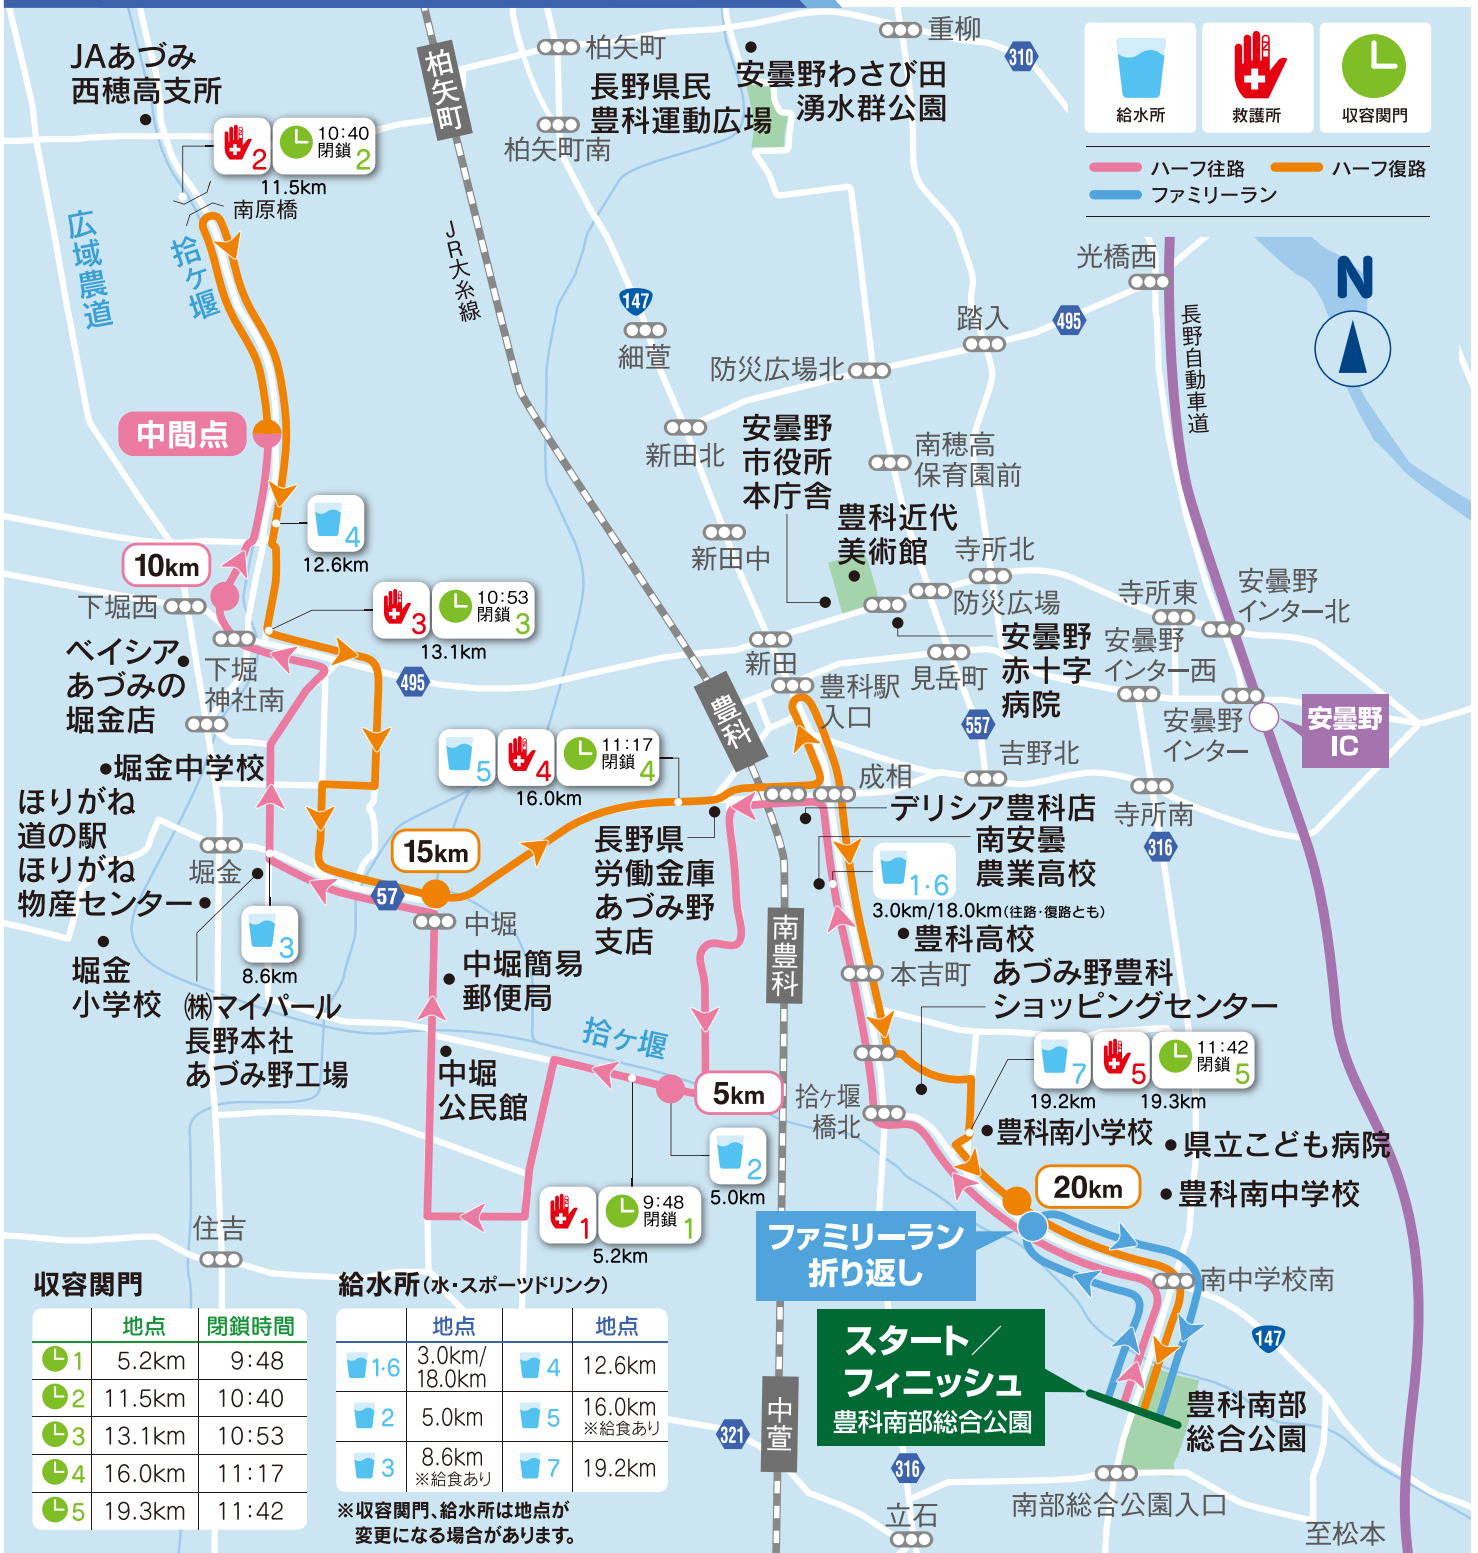 JAあづみ
西穂高支所
2
10:40
閉鎖
2
11.5km
南原橋
広域農道
拾ケ堰
柏矢町
柏矢町
柏矢町南
長野県民
豊科運動広場
安曇野わさび田
湧水群公園
重柳
310
給水所
救護所
収容関門
ハーフ往路
ハーフ復路
ファミリーラン
N
光橋西
長野自動車道
JR大糸線
147
細萱
踏入
495
防災広場北
中間点
新田北
安曇野
市役所
本庁舎
南穂高
保育園前
4
12.6km
新田中
豊科近代
美術館
寺所北
防災広場
寺所東
安曇野
インター北
10km
下堀西
3
10:53
閉鎖
3
13.1km
ベイシア
あづみの
堀金店
下堀
神社南
495
新田
豊科
豊科駅
入口
見岳町
安曇野
赤十字
病院
安曇野
インター西
安曇野
インター
安曇野
IC
557
吉野北
堀金中学校
5
4
11:17
閉鎖
4
16.0km
成相
寺所南
316
ほりがね
道の駅
ほりがね
物産センター
堀金
15km
57
長野県
労働金庫
あづみ野
支店
デリシア豊科店
南安曇
農業高校
1·6
3.0km/18.0km(往路·復路とも)
豊科高校
中堀
3
8.6km
堀金
小学校
㈱マイパール
長野本社
あづみ野工場
中堀簡易
郵便局
南豊科
本吉町
あづみ野豊科
ショッピングセンター
拾ケ堰
中堀
公民館
5km
拾ケ堰
橋北
7
5
11:42
閉鎖
5
19.2km
19.3km
豊科南小学校
県立こども病院
2
5.0km
20km
豊科南中学校
1
9:48
閉鎖
1
5.2km
住吉
ファミリーラン
折り返し
南中学校南
147
スタート/
フィニッシュ
豊科南部総合公園
豊科南部
総合公園
中萱
321
316
立石
南部総合公園入口
至松本
収容関門
地点 閉鎖時間
1 5.2km 9:48
2 11.5km 10:40
3 13.1km 10:53
4 16.0km 11:17
5 19.3km 11:42
給水所(水·スポーツドリンク)
地点 地点
1·6 3.0km/
18.0km 4 12.6km
2 5.0km 5 16.0km
※給食あり
3 8.6km
※給食あり 7 19.2km
※収容関門、給水所は地点が
変更になる場合があります。